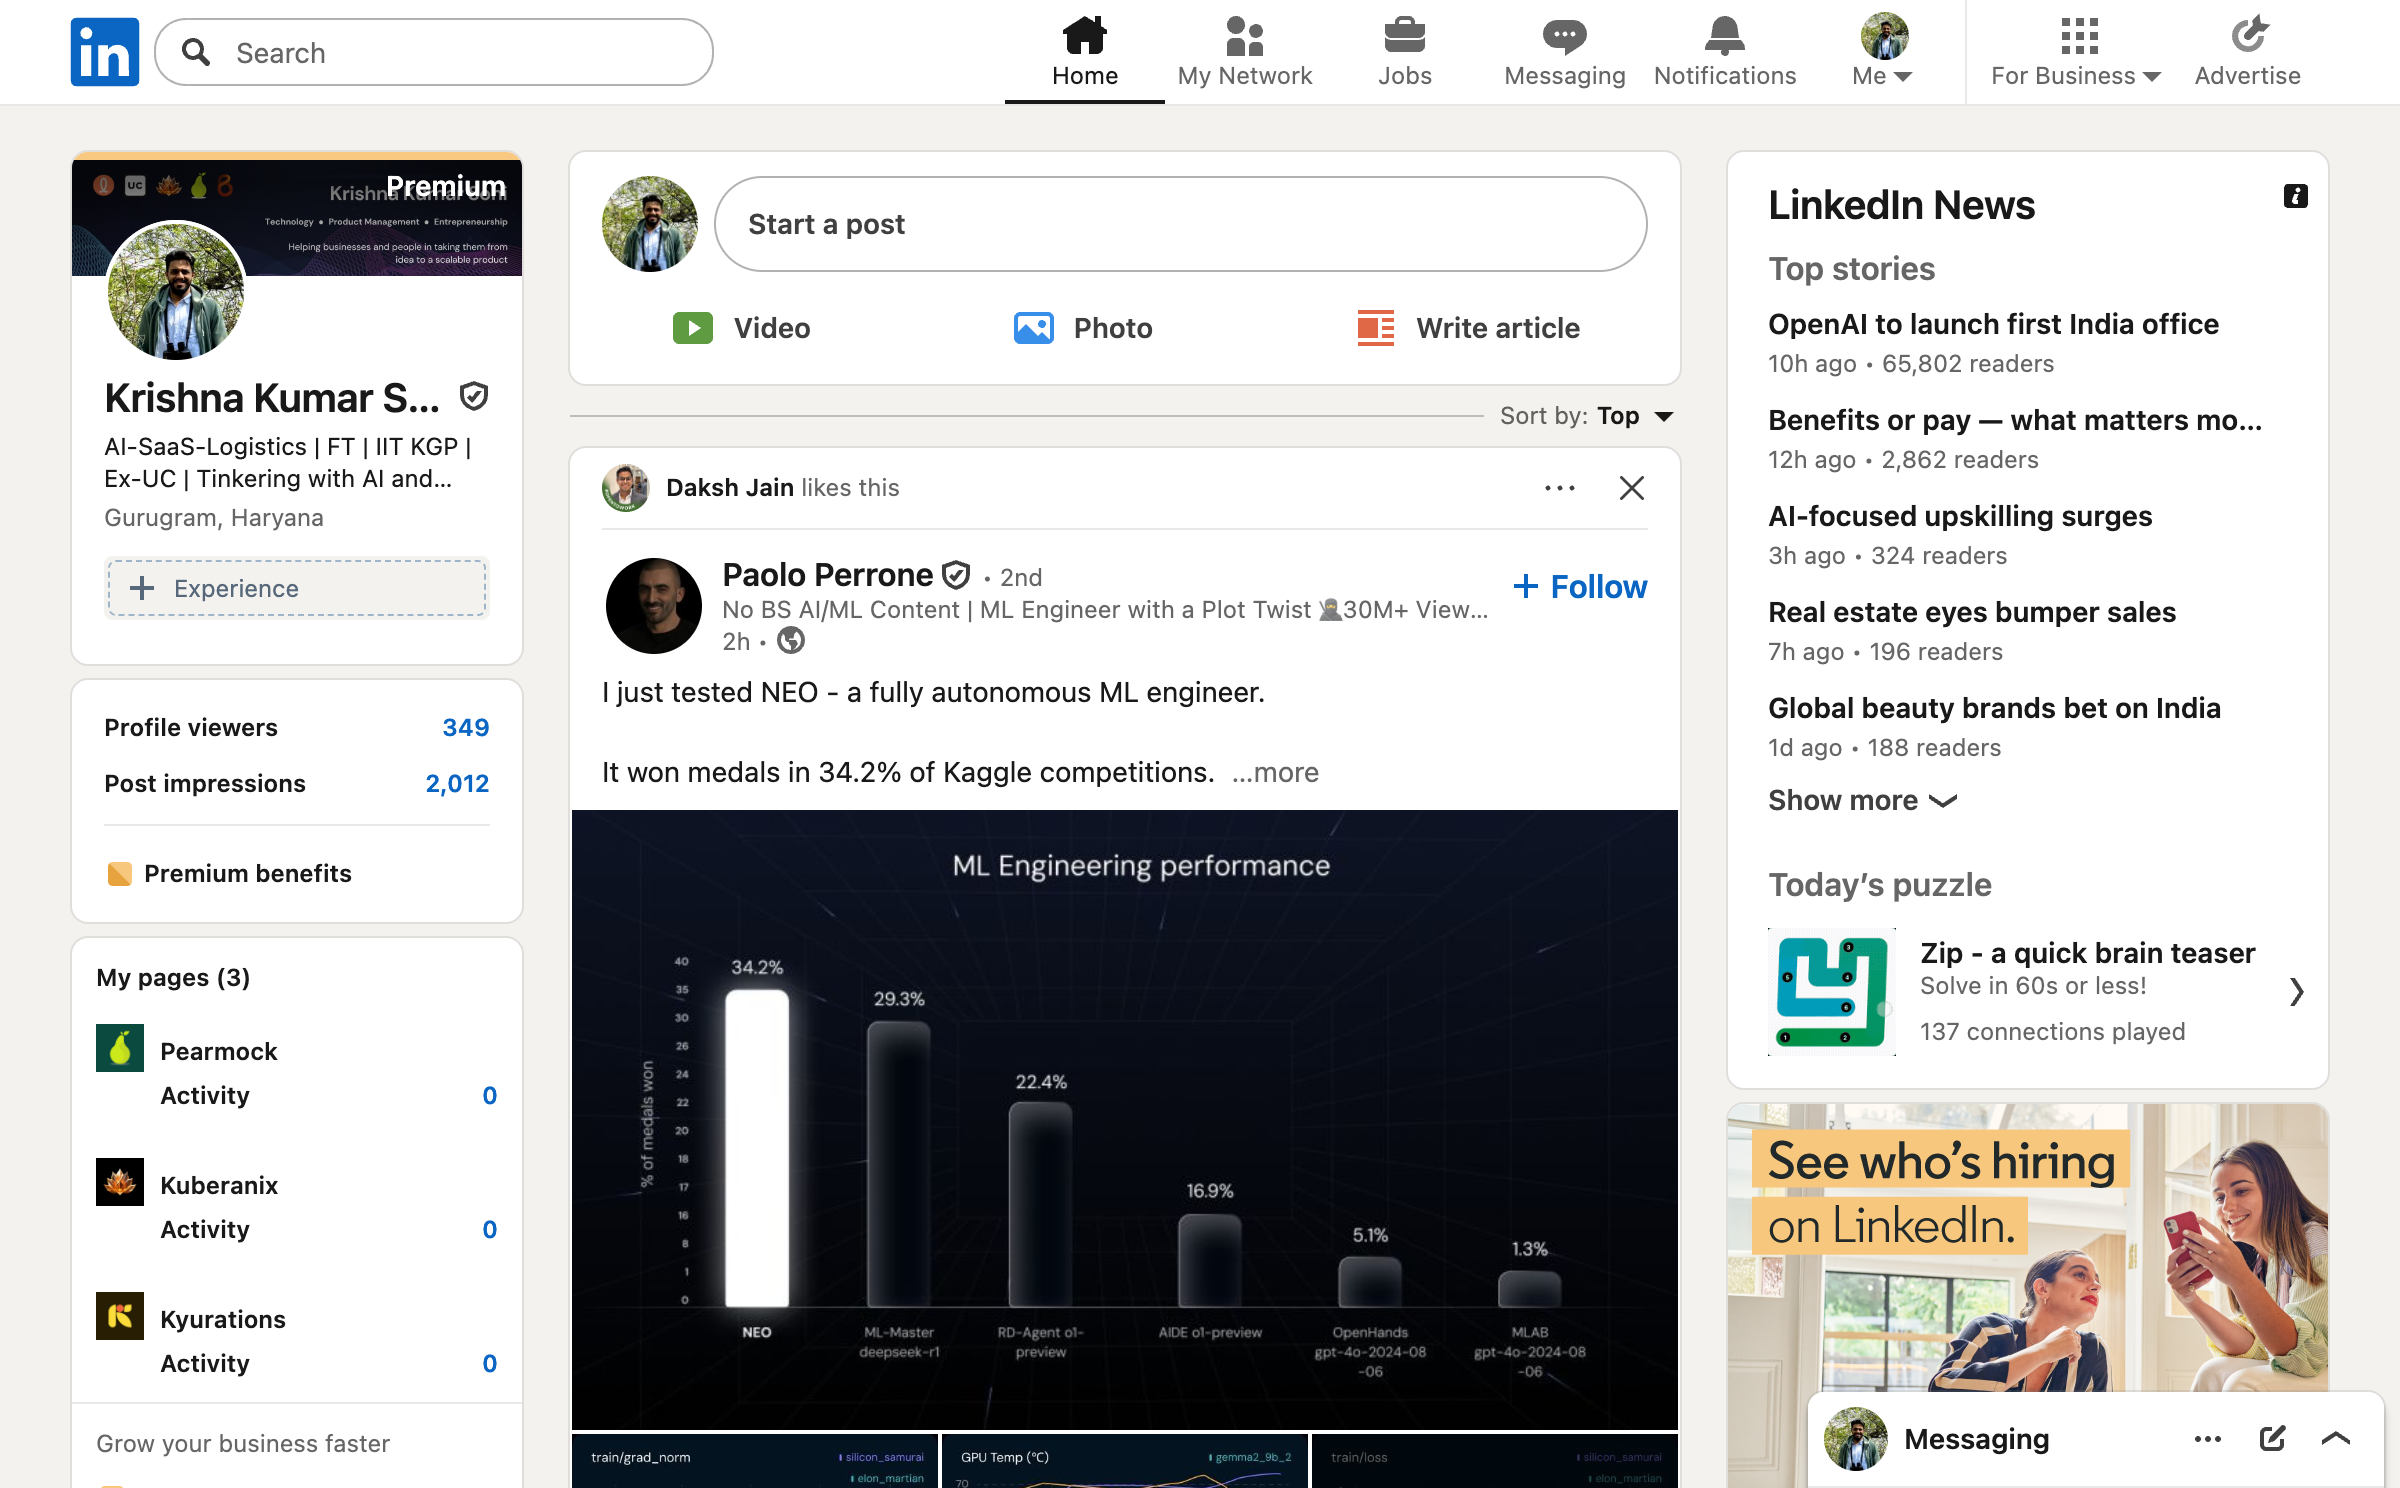 in
Search
Home
My Network
Jobs
Messaging
Notifications
Me
For Business
Advertise
UC
Premium
Krishna Kumar Soni
Technology • Product Management • Entrepreneurship
Helping businesses and people in taking them from
idea to a scalable product
Krishna Kumar S...
AI-SaaS-Logistics | FT | IIT KGP |
Ex-UC | Tinkering with AI and...
Gurugram, Haryana
+ Experience
Profile viewers 349
Post impressions 2,012
Premium benefits
My pages (3)
Pearmock
Activity 0
Kuberanix
Activity 0
Kyurations
Activity 0
Grow your business faster
Start a post
Video
Photo
Write article
Sort by: Top
Daksh Jain likes this
Paolo Perrone • 2nd
No BS AI/ML Content | ML Engineer with a Plot Twist 🥷30M+ View...
2h •
+ Follow
I just tested NEO - a fully autonomous ML engineer.
It won medals in 34.2% of Kaggle competitions. ...more
ML Engineering performance
% of medals won
40
35
30
26
24
22
20
18
17
16
8
1
0
34.2%
29.3%
22.4%
16.9%
5.1%
1.3%
NEO
ML-Master
deepseek-r1
RD-Agent o1-
preview
AIDE o1-preview
OpenHands
gpt-4o-2024-08
-06
MLAB
gpt-4o-2024-08
-06
train/grad_norm
silicon_samurai
elon_martian
GPU Temp (℃)
gemma2_9b_2
70
train/loss
silicon_samurai
elon_martian
LinkedIn News
Top stories
OpenAI to launch first India office
10h ago • 65,802 readers
Benefits or pay — what matters mo...
12h ago • 2,862 readers
AI-focused upskilling surges
3h ago • 324 readers
Real estate eyes bumper sales
7h ago • 196 readers
Global beauty brands bet on India
1d ago • 188 readers
Show more
Today's puzzle
Zip - a quick brain teaser
Solve in 60s or less!
137 connections played
See who's hiring
on LinkedIn.
Messaging